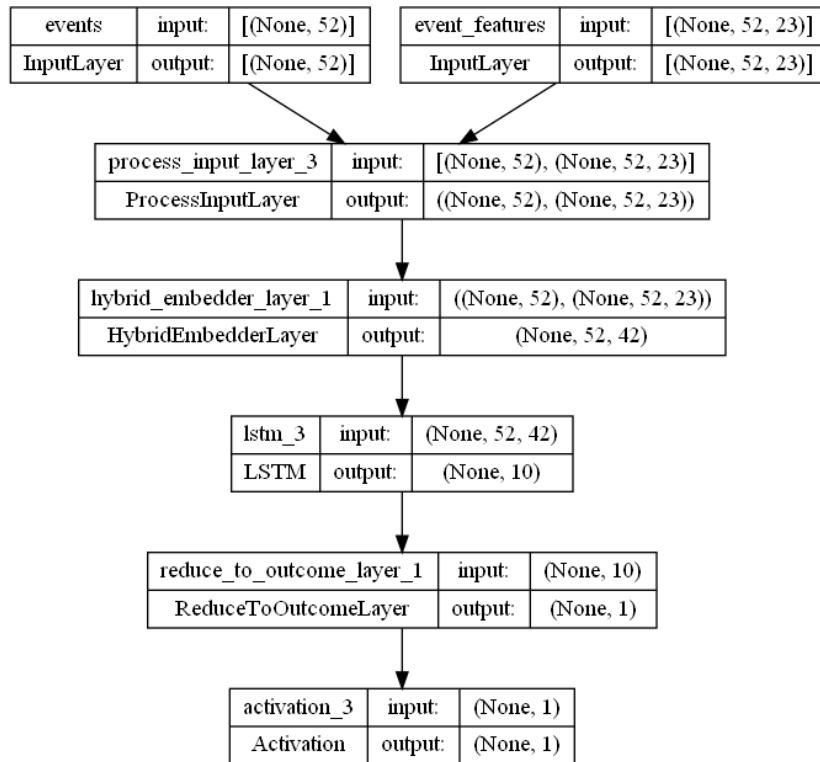 events input: [(None, 52)]
InputLayer output: [(None, 52)]
event_features input: [(None, 52, 23)]
InputLayer output: [(None, 52, 23)]
process_input_layer_3 input: [(None, 52), (None, 52, 23)]
ProcessInputLayer output: ((None, 52), (None, 52, 23))
hybrid_embedder_layer_1 input: ((None, 52), (None, 52, 23))
HybridEmbedderLayer output: (None, 52, 42)
lstm_3 input: (None, 52, 42)
LSTM output: (None, 10)
reduce_to_outcome_layer_1 input: (None, 10)
ReduceToOutcomeLayer output: (None, 1)
activation_3 input: (None, 1)
Activation output: (None, 1)